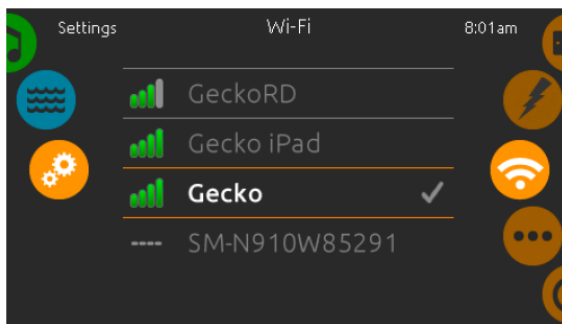 Settings Wi-Fi 8:01am
GeckoRD
Gecko iPad
Gecko
SM-N910W85291